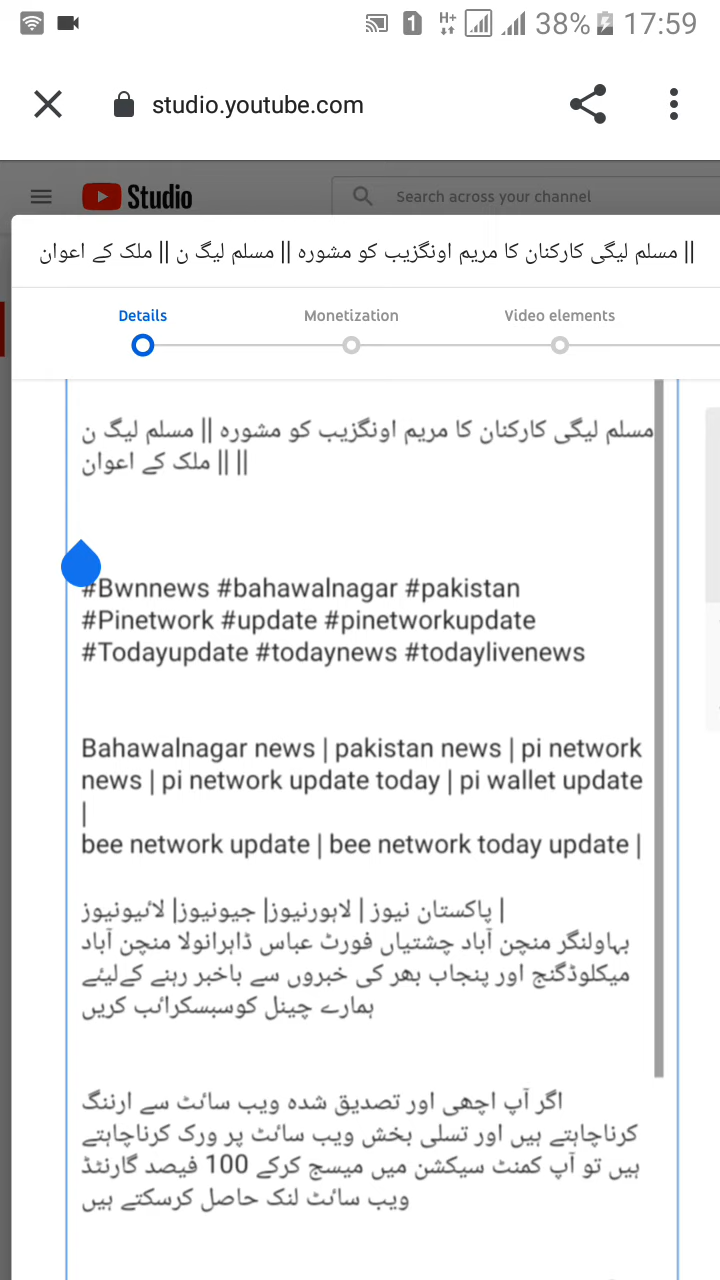 1 H+ 38% 17:59
studio.youtube.com
Studio
Search across your channel
مسلم لیگی کارکنان کا مریم اونگزیب کو مشورہ || مسلم لیگ ن || ملک کے اعوان ||
Details Monetization Video elements
مسلم لیگی کارکنان کا مریم اونگزیب کو مشورہ || مسلم لیگ ن
|| || ملک کے اعوان
#Bwnnews #bahawalnagar #pakistan
#Pinetwork #update #pinetworkupdate
#Todayupdate #todaynews #todaylivenews
Bahawalnagar news | pakistan news | pi network
news | pi network update today | pi wallet update
|
bee network update | bee network today update |
| پاکستان نیوز | لاہورنیوز| جیونیوز| لائیونیوز
بہاولنگر منچن آباد چشتیاں فورٹ عباس ڈاہرانولا منچن آباد
میکلوڈگنج اور پنجاب بھر کی خبروں سے باخبر رہنے کےلیئے
ہمارے چینل کوسبسکرائب کریں
اگر آپ اچھی اور تصدیق شدہ ویب سائٹ سے ارننگ
کرناچاہتے ہیں اور تسلی بخش ویب سائٹ پر ورک کرناچاہتے
ہیں تو آپ کمنٹ سیکشن میں میسج کرکے 100 فیصد گارنٹڈ
ویب سائٹ لنک حاصل کرسکتے ہیں